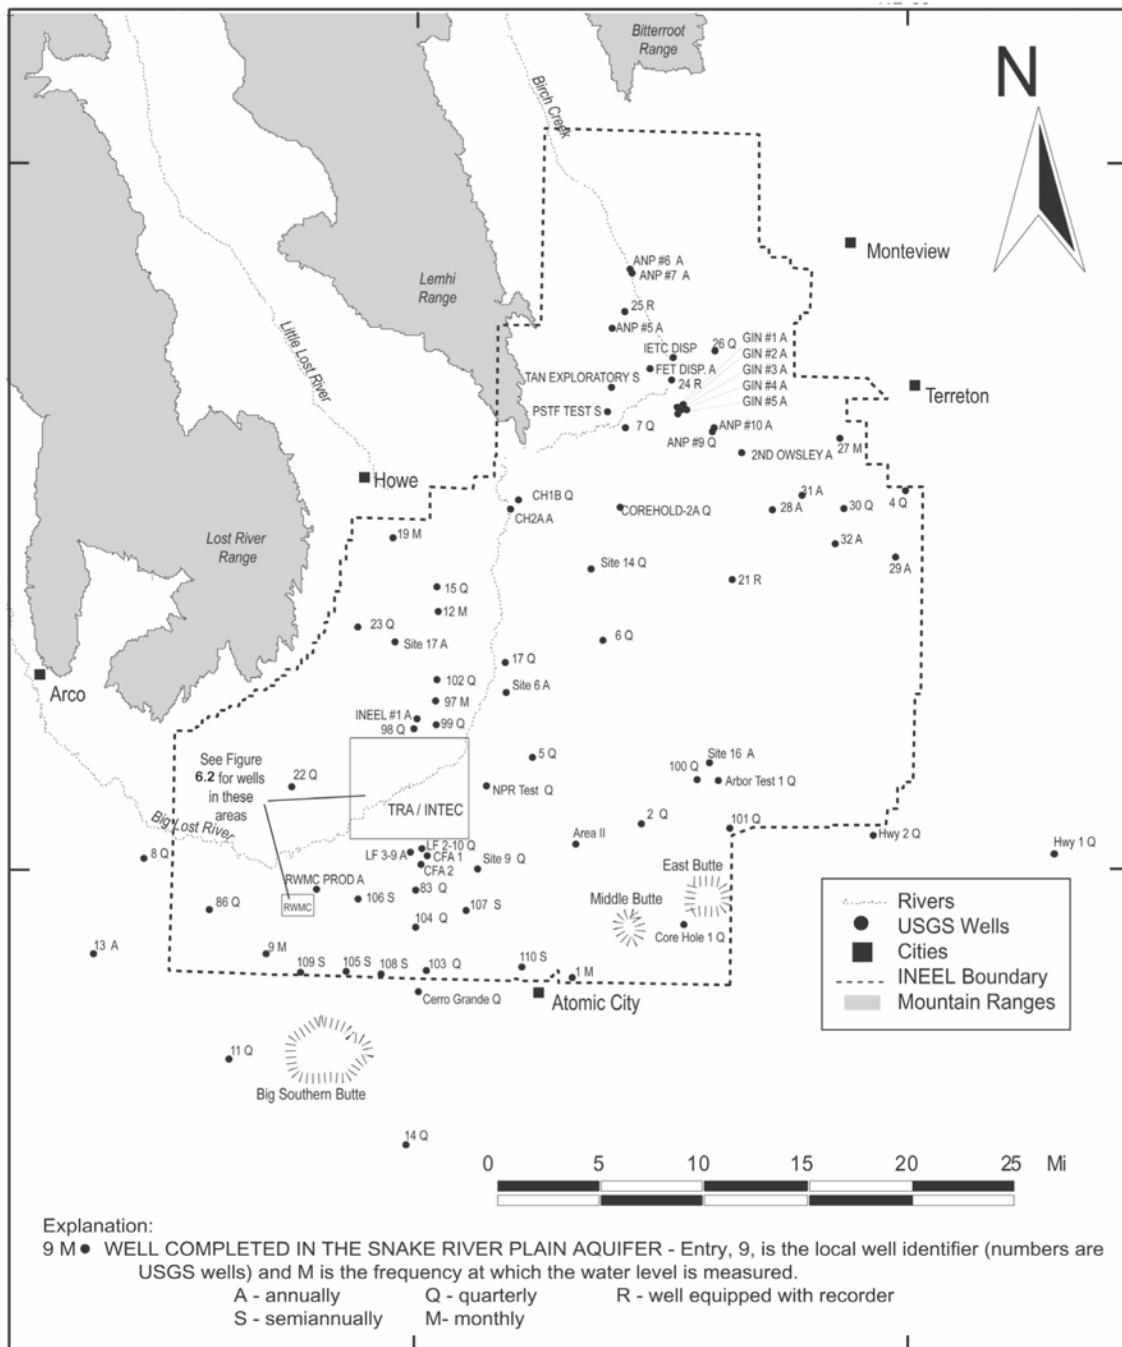 Bitterroot
Range
N
Birch Creek
Monteview
ANP #6 A
ANP #7 A
Lemhi
Range
25 R
ANP #5 A
Little Lost River
IETC DISP
26 Q
GIN #1 A
GIN #2 A
GIN #3 A
GIN #4 A
GIN #5 A
FET DISP. A
TAN EXPLORATORY S
24 R
Terreton
PSTF TEST S
7 Q
ANP #10 A
ANP #9 Q
27 M
2ND OWSLEY A
Howe
CH1B Q
CH2A A
COREHOLD-2A Q
31 A
28 A
30 Q
4 Q
19 M
Lost River
Range
32 A
29 A
Site 14 Q
21 R
15 Q
12 M
23 Q
Site 17 A
6 Q
17 Q
Arco
102 Q
Site 6 A
97 M
INEEL #1 A
98 Q
99 Q
See Figure
6.2 for wells
in these
areas
22 Q
5 Q
Site 16 A
100 Q
Arbor Test 1 Q
NPR Test Q
TRA / INTEC
Big Lost River
2 Q
101 Q
Hwy 2 Q
Hwy 1 Q
Area II
8 Q
LF 2-10 Q
LF 3-9 A
CFA 1
CFA 2
Site 9 Q
East Butte
RWMC PROD A
83 Q
106 S
RWMC
107 S
Middle Butte
86 Q
104 Q
Core Hole 1 Q
13 A
9 M
109 S
105 S
108 S
103 Q
110 S
1 M
Cerro Grande Q
Atomic City
Rivers
USGS Wells
Cities
INEEL Boundary
Mountain Ranges
11 Q
Big Southern Butte
14 Q
0 5 10 15 20 25 Mi
Explanation:
9 M ● WELL COMPLETED IN THE SNAKE RIVER PLAIN AQUIFER - Entry, 9, is the local well identifier (numbers are
USGS wells) and M is the frequency at which the water level is measured.
A - annually Q - quarterly R - well equipped with recorder
S - semiannually M- monthly